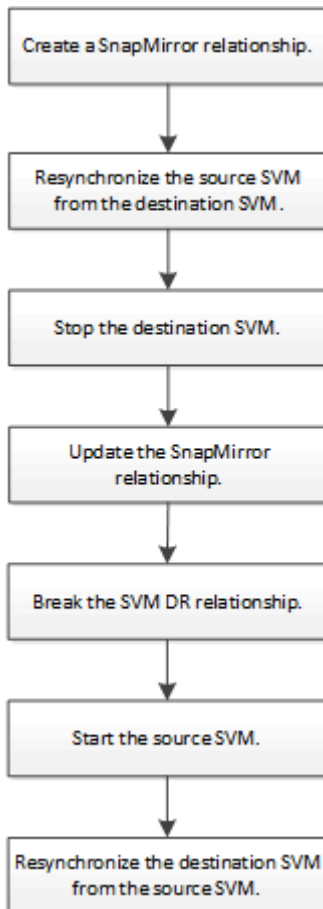 Create a SnapMirror relationship.
Resynchronize the source SVM
from the destination SVM.
Stop the destination SVM.
Update the SnapMirror
relationship.
Break the SVM DR relationship.
Start the source SVM.
Resynchronize the destination SVM
from the source SVM.